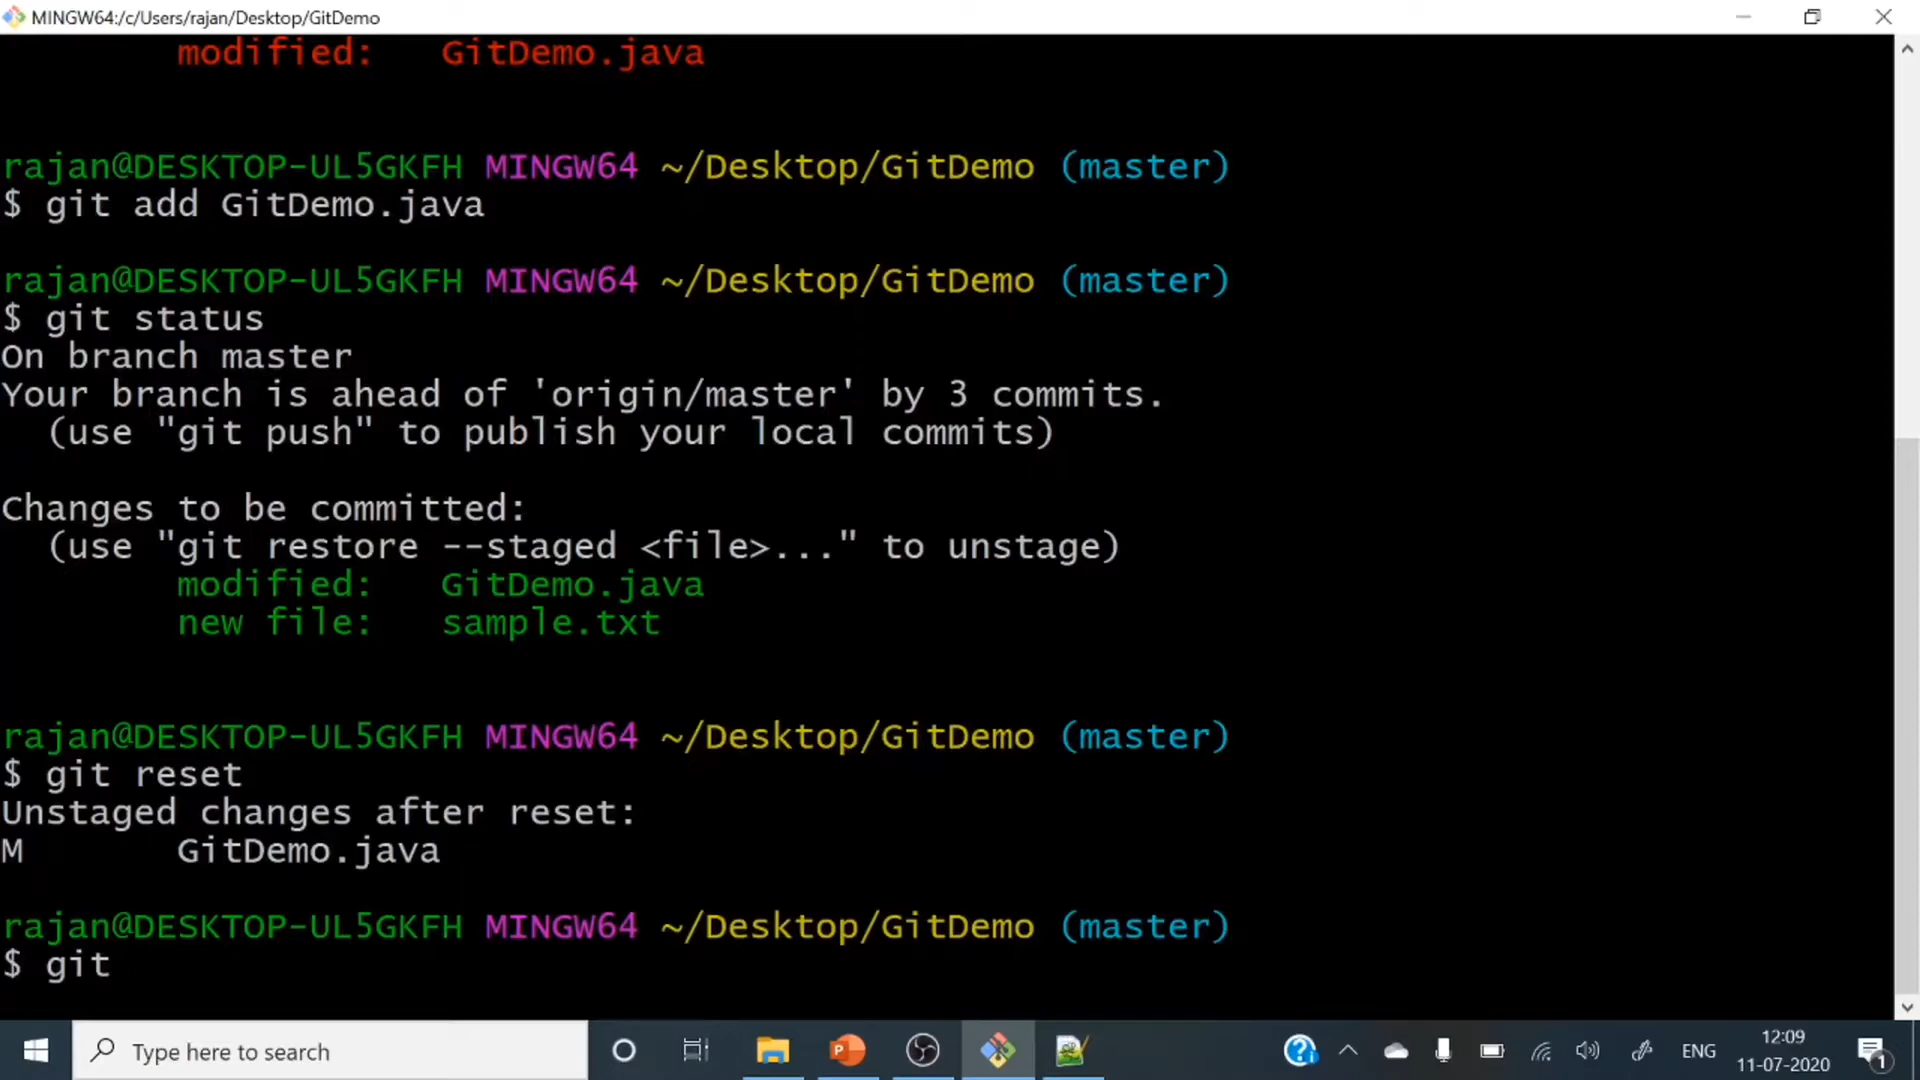 MINGW64:/c/Users/rajan/Desktop/GitDemo
modified: GitDemo.java
rajan@DESKTOP-UL5GKFH MINGW64 ~/Desktop/GitDemo (master)
$ git add GitDemo.java
rajan@DESKTOP-UL5GKFH MINGW64 ~/Desktop/GitDemo (master)
$ git status
On branch master
Your branch is ahead of 'origin/master' by 3 commits.
(use "git push" to publish your local commits)
Changes to be committed:
(use "git restore --staged <file>..." to unstage)
modified: GitDemo.java
new file: sample.txt
rajan@DESKTOP-UL5GKFH MINGW64 ~/Desktop/GitDemo (master)
$ git reset
Unstaged changes after reset:
M GitDemo.java
rajan@DESKTOP-UL5GKFH MINGW64 ~/Desktop/GitDemo (master)
$ git
Type here to search
ENG
12:09
11-07-2020
1